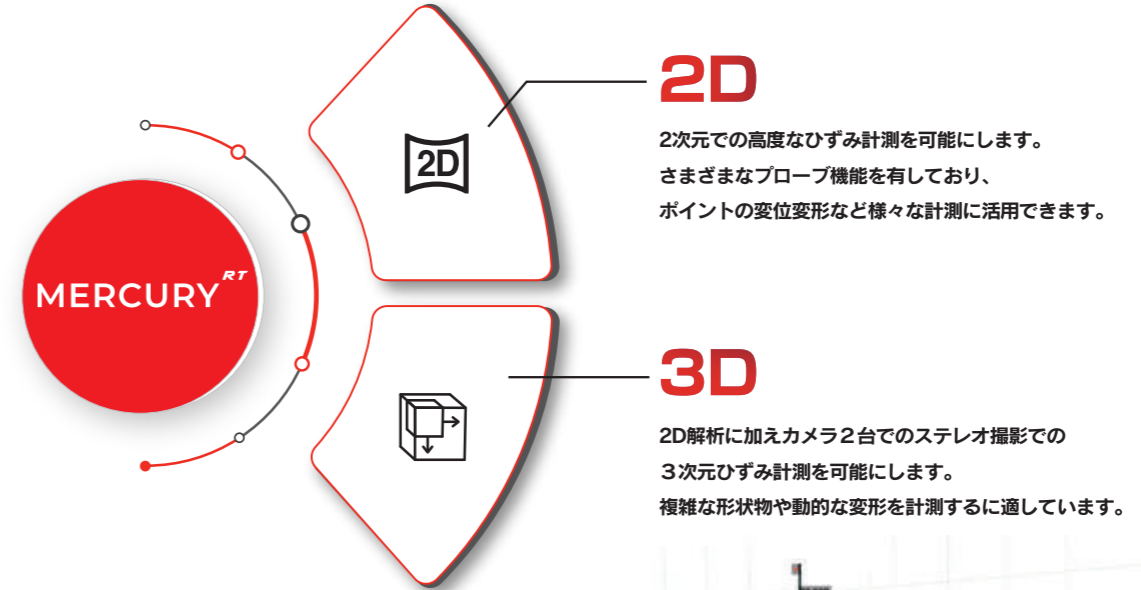 2D
2次元での高度なひずみ計測を可能にします。
さまざまなプローブ機能を有しており、
ポイントの変位変形など様々な計測に活用できます。
2D
MERCURY RT
3D
2D解析に加えカメラ２台でのステレオ撮影での
３次元ひずみ計測を可能にします。
複雑な形状物や動的な変形を計測するに適しています。